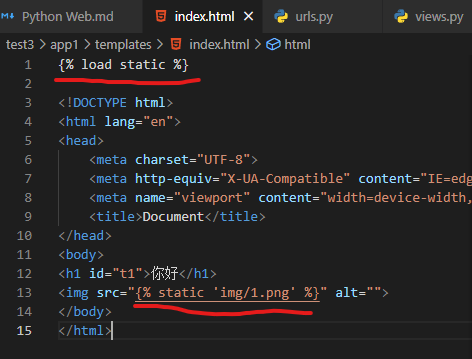 Python Web.md index.html urls.py views.py
test3 > app1 > templates > index.html > html
1 {% load static %}
2
3 <!DOCTYPE html>
4 <html lang="en">
5 <head>
6 <meta charset="UTF-8">
7 <meta http-equiv="X-UA-Compatible" content="IE=edg
8 <meta name="viewport" content="width=device-width,
9 <title>Document</title>
10 </head>
11 <body>
12 <h1 id="t1">你好</h1>
13 <img src="{% static 'img/1.png' %}" alt="">
14 </body>
15 </html>